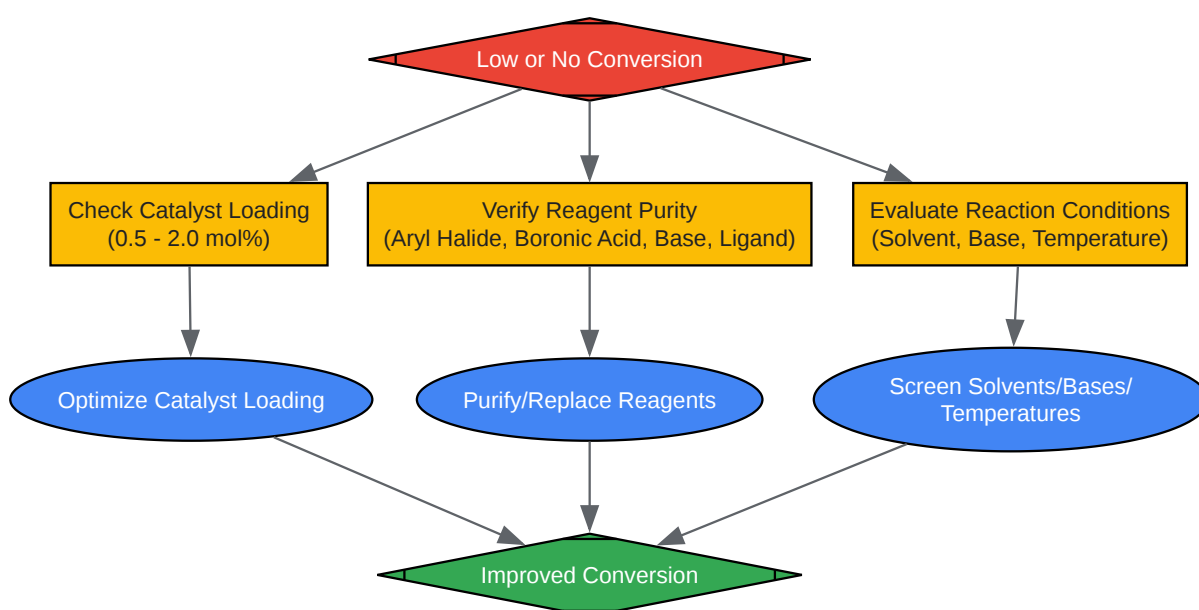 Low or No Conversion
Check Catalyst Loading
(0.5 - 2.0 mol%)
Verify Reagent Purity
(Aryl Halide, Boronic Acid, Base, Ligand)
Evaluate Reaction Conditions
(Solvent, Base, Temperature)
Optimize Catalyst Loading
Purify/Replace Reagents
Screen Solvents/Bases/
Temperatures
Improved Conversion